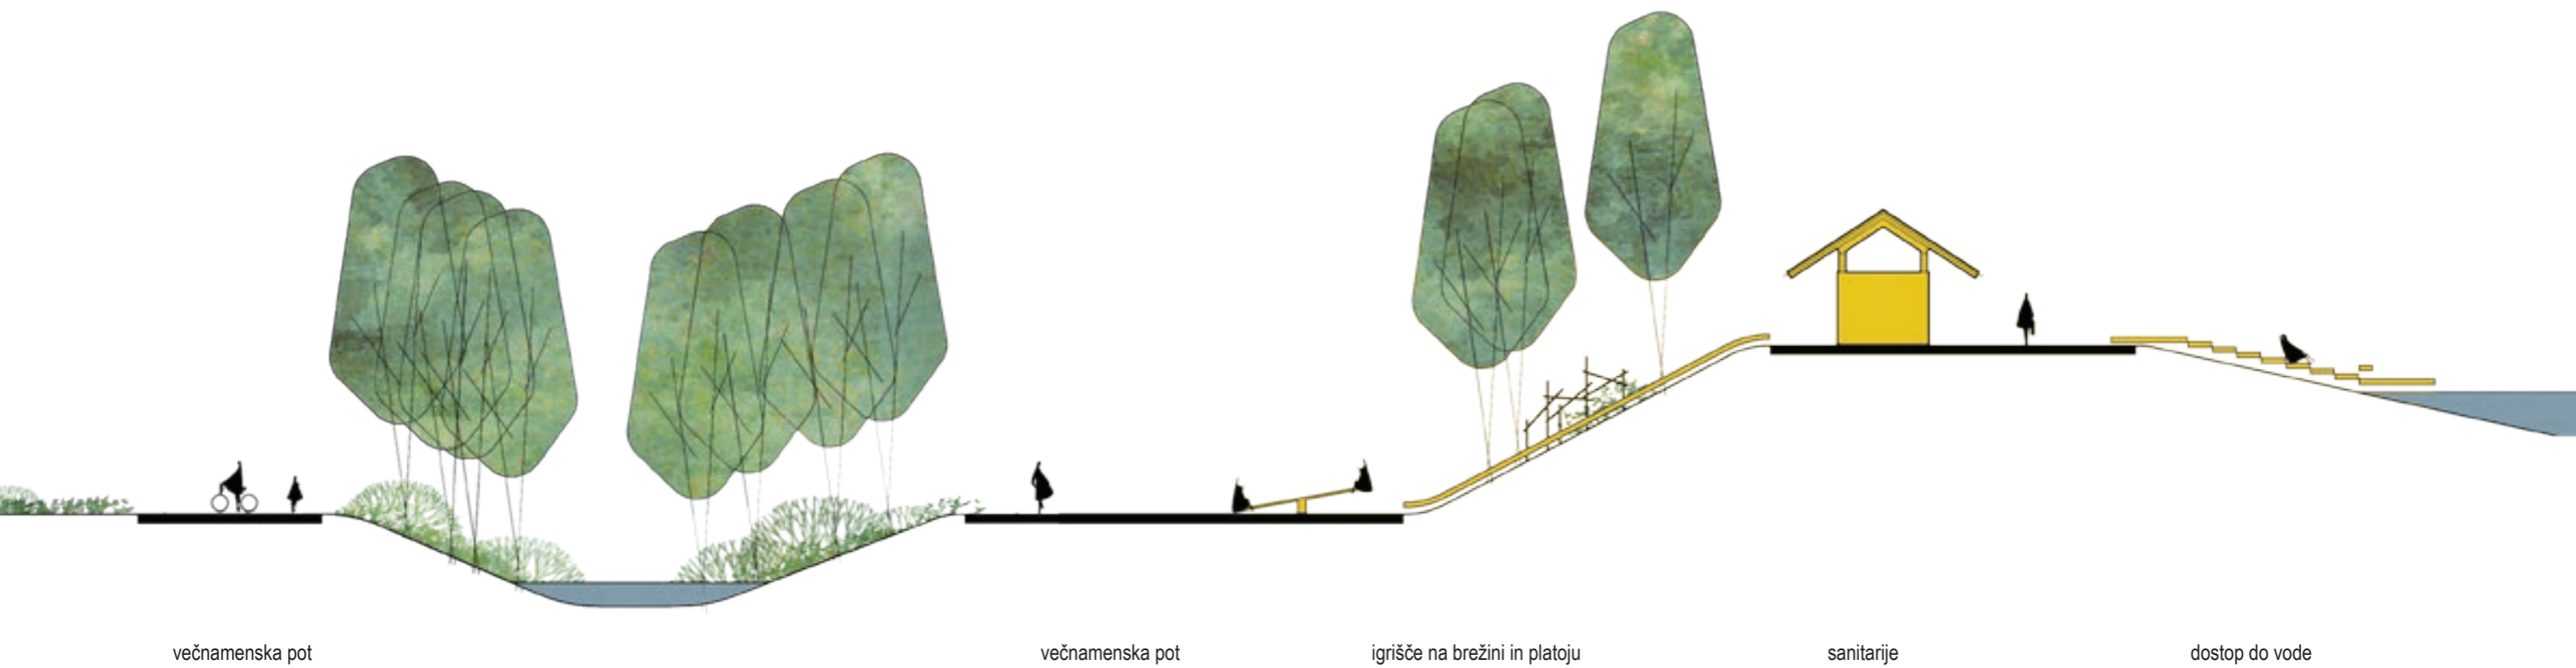 večnamenska pot
večnamenska pot
igrišče na brežini in platoju
sanitarije
dostop do vode